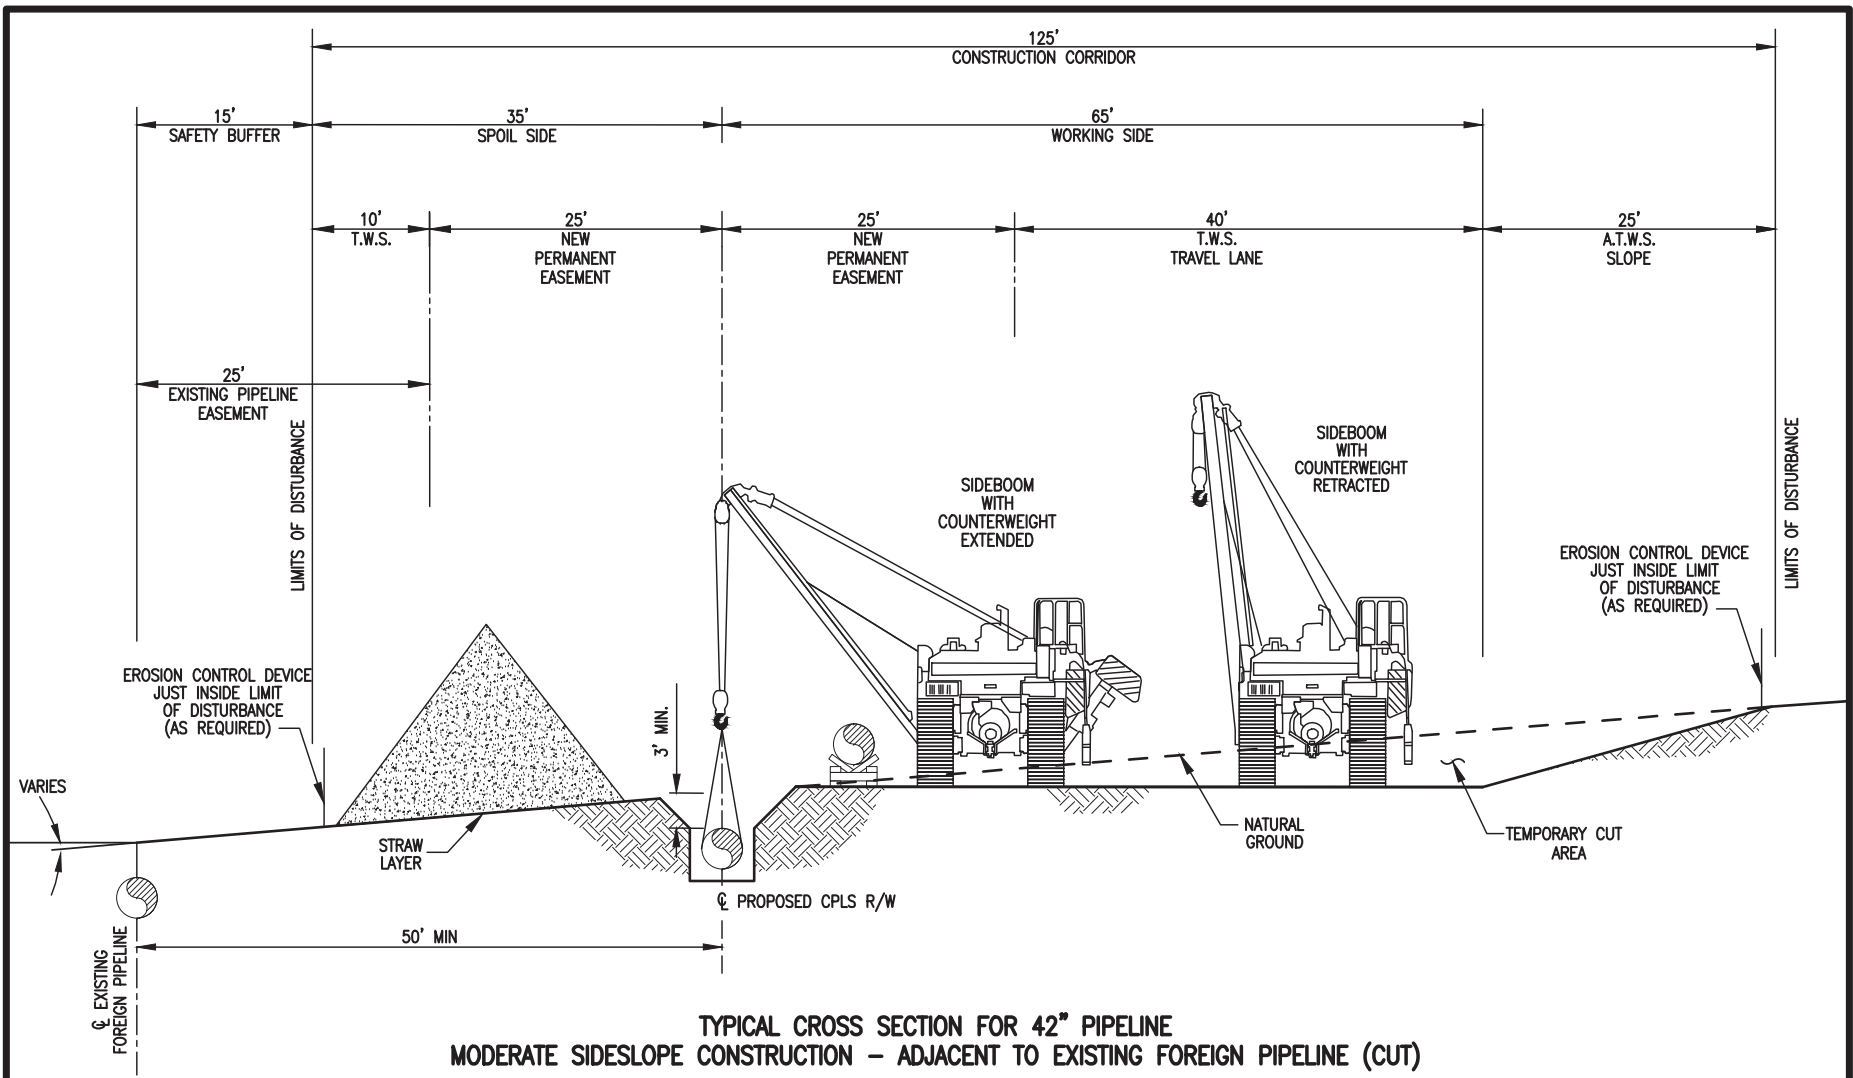 125'
CONSTRUCTION CORRIDOR
15'
SAFETY BUFFER
35'
SPOIL SIDE
65'
WORKING SIDE
10'
T.W.S.
25'
NEW
PERMANENT
EASEMENT
25'
NEW
PERMANENT
EASEMENT
40'
T.W.S.
TRAVEL LANE
25'
A.T.W.S.
SLOPE
25'
EXISTING PIPELINE
EASEMENT
LIMITS OF DISTURBANCE
SIDEBOOM
WITH
COUNTERWEIGHT
EXTENDED
SIDEBOOM
WITH
COUNTERWEIGHT
RETRACTED
LIMITS OF DISTURBANCE
EROSION CONTROL DEVICE
JUST INSIDE LIMIT
OF DISTURBANCE
(AS REQUIRED)
EROSION CONTROL DEVICE
JUST INSIDE LIMIT
OF DISTURBANCE
(AS REQUIRED)
3' MIN.
VARIES
STRAW
LAYER
NATURAL
GROUND
TEMPORARY CUT
AREA
℄ PROPOSED CPLS R/W
50' MIN
℄ EXISTING
FOREIGN PIPELINE
TYPICAL CROSS SECTION FOR 42" PIPELINE
MODERATE SIDESLOPE CONSTRUCTION – ADJACENT TO EXISTING FOREIGN PIPELINE (CUT)